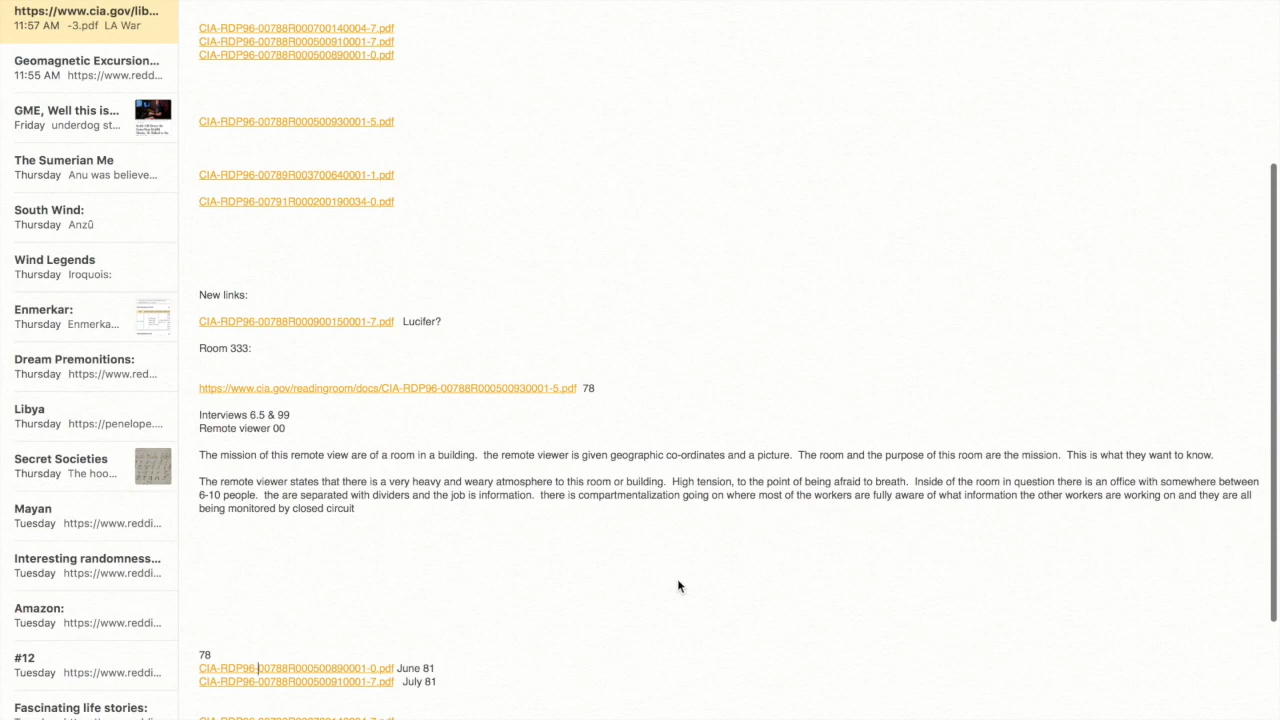 https://www.cia.gov/lib...
11:57 AM -3.pdf LA War
Geomagnetic Excursion...
11:55 AM https://www.redd...
GME, Well this is...
Friday underdog st...
The Sumerian Me
Thursday Anu was believe...
South Wind:
Thursday Anzû
Wind Legends
Thursday Iroquois:
Enmerkar:
Thursday Enmerka...
Dream Premonitions:
Thursday https://www.red...
Libya
Thursday https://penelope....
Secret Societies
Thursday The hoo...
Mayan
Tuesday https://www.reddi...
Interesting randomness...
Tuesday https://www.reddi...
Amazon:
Tuesday https://www.reddi...
#12
Tuesday https://www.reddi...
Fascinating life stories:
CIA-RDP96-00788R000700140004-7.pdf
CIA-RDP96-00788R000500910001-7.pdf
CIA-RDP96-00788R000500890001-0.pdf
CIA-RDP96-00788R000500930001-5.pdf
CIA-RDP96-00789R003700640001-1.pdf
CIA-RDP96-00791R000200190034-0.pdf
New links:
CIA-RDP96-00788R000900150001-7.pdf Lucifer?
Room 333:
https://www.cia.gov/readingroom/docs/CIA-RDP96-00788R000500930001-5.pdf 78
Interviews 6.5 & 99
Remote viewer 00
The mission of this remote view are of a room in a building. the remote viewer is given geographic co-ordinates and a picture. The room and the purpose of this room are the mission. This is what they want to know.
The remote viewer states that there is a very heavy and weary atmosphere to this room or building. High tension, to the point of being afraid to breath. Inside of the room in question there is an office with somewhere between
6-10 people. the are separated with dividers and the job is information. there is compartmentalization going on where most of the workers are fully aware of what information the other workers are working on and they are all
being monitored by closed circuit
78
CIA-RDP96-00788R000500890001-0.pdf June 81
CIA-RDP96-00788R000500910001-7.pdf July 81